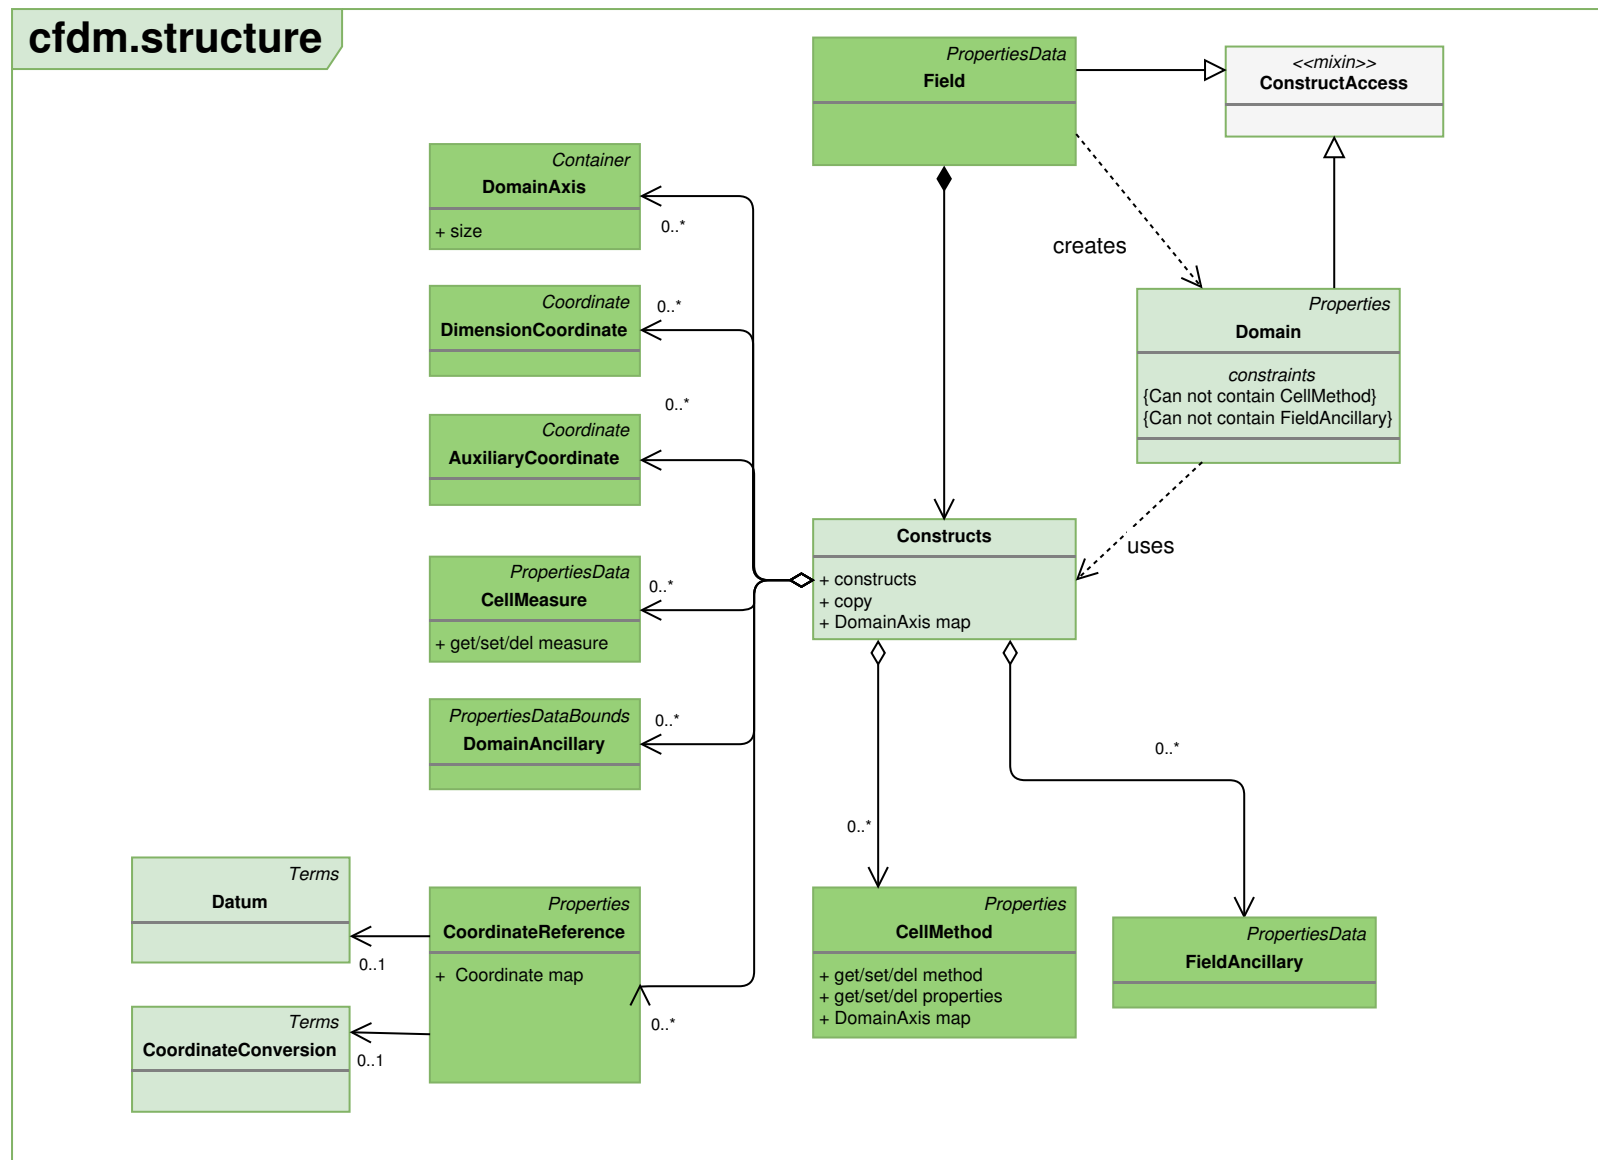 cfdm.structure
PropertiesData
Field
<<mixin>>
ConstructAccess
Container
DomainAxis
+ size
0..*
creates
Coordinate
DimensionCoordinate
0..*
Properties
Domain
constraints
{Can not contain CellMethod}
{Can not contain FieldAncillary}
Coordinate
AuxiliaryCoordinate
0..*
Constructs
+ constructs
+ copy
+ DomainAxis map
uses
PropertiesData
CellMeasure
+ get/set/del measure
0..*
PropertiesDataBounds
DomainAncillary
0..*
0..*
0..*
Terms
Datum
0..1
Properties
CoordinateReference
+  Coordinate map
0..*
Terms
CoordinateConversion
0..1
Properties
CellMethod
+ get/set/del method
+ get/set/del properties
+ DomainAxis map
PropertiesData
FieldAncillary